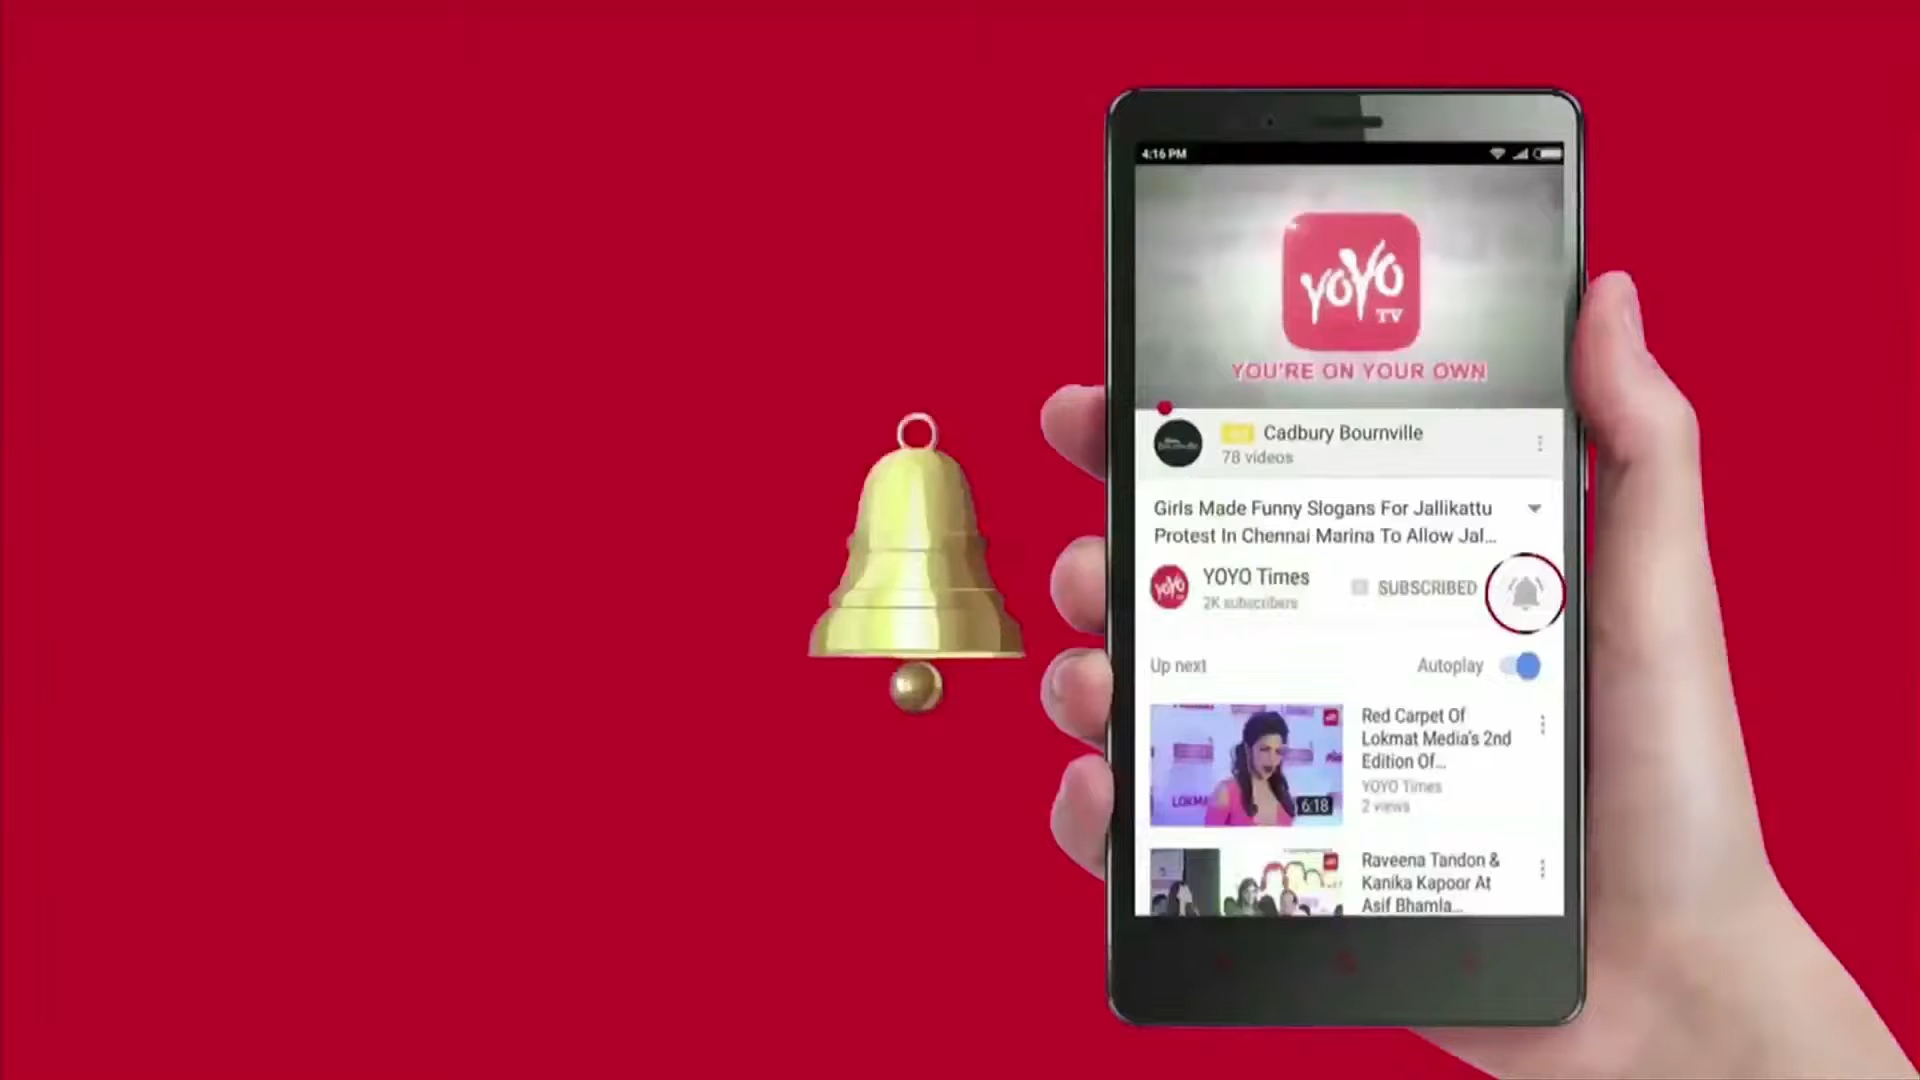 4:16 PM
YOYO
TV
YOU'RE ON YOUR OWN
Cadbury Bournville
78 videos
Girls Made Funny Slogans For Jallikattu
Protest In Chennai Marina To Allow Jal...
YOYO Times
SUBSCRIBED
2K subscribers
Up next
Autoplay
LOKMA
6:18
Red Carpet Of
Lokmat Media's 2nd
Edition Of...
YOYO Times
2 views
Raveena Tandon &
Kanika Kapoor At
Asif Bhamla...